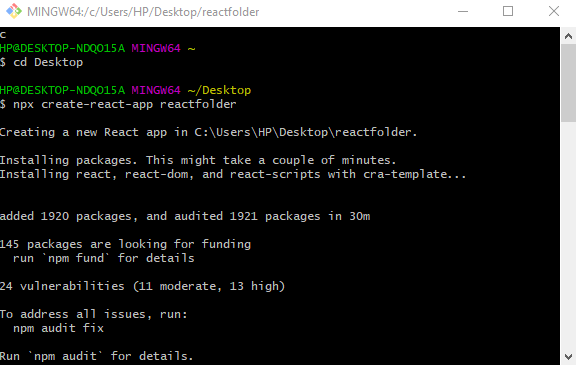 MINGW64:/c/Users/HP/Desktop/reactfolder
c
HP@DESKTOP-NDQO15A MINGW64 ~
$ cd Desktop
HP@DESKTOP-NDQO15A MINGW64 ~/Desktop
$ npx create-react-app reactfolder
Creating a new React app in C:\Users\HP\Desktop\reactfolder.
Installing packages. This might take a couple of minutes.
Installing react, react-dom, and react-scripts with cra-template...
added 1920 packages, and audited 1921 packages in 30m
145 packages are looking for funding
  run `npm fund` for details
24 vulnerabilities (11 moderate, 13 high)
To address all issues, run:
  npm audit fix
Run `npm audit` for details.